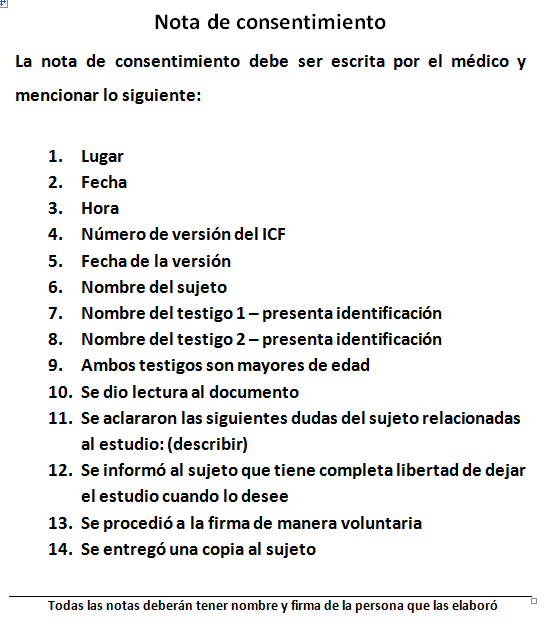 Nota de consentimiento
La nota de consentimiento debe ser escrita por el médico y
mencionar lo siguiente:
1. Lugar
2. Fecha
3. Hora
4. Número de versión del ICF
5. Fecha de la versión
6. Nombre del sujeto
7. Nombre del testigo 1 – presenta identificación
8. Nombre del testigo 2 – presenta identificación
9. Ambos testigos son mayores de edad
10. Se dio lectura al documento
11. Se aclararon las siguientes dudas del sujeto relacionadas
al estudio: (describir)
12. Se informó al sujeto que tiene completa libertad de dejar
el estudio cuando lo desee
13. Se procedió a la firma de manera voluntaria
14. Se entregó una copia al sujeto
Todas las notas deberán tener nombre y firma de la persona que las elaboró